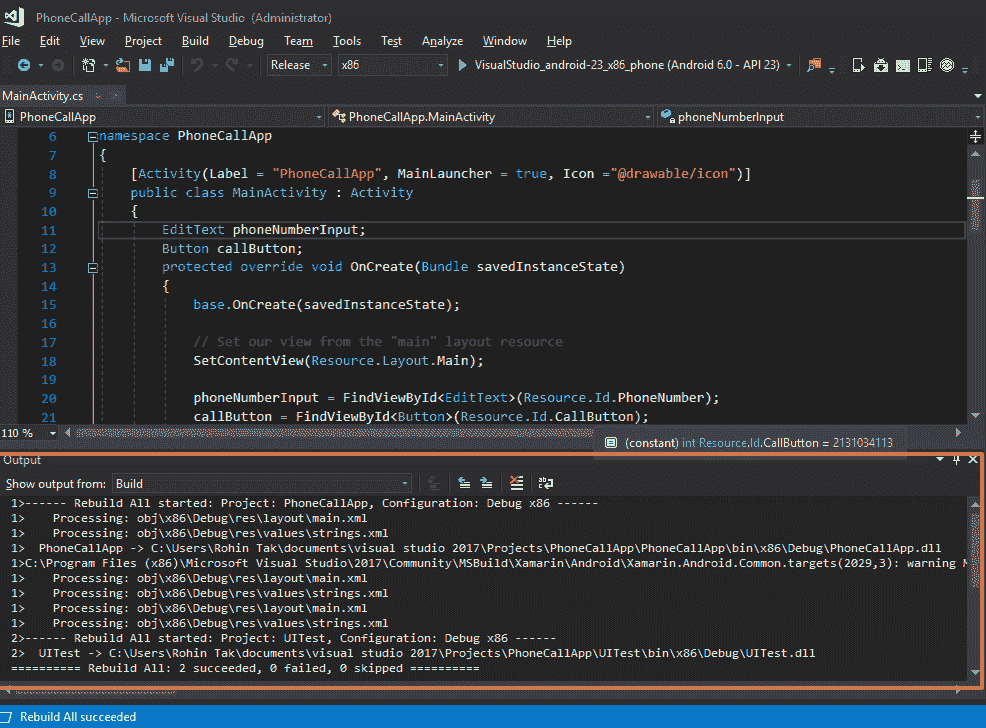 PhoneCallApp - Microsoft Visual Studio (Administrator)
File Edit View Project Build Debug Team Tools Test Analyze Window Help
Release x86 VisualStudio_android-23_x86_phone (Android 6.0 - API 23)
MainActivity.cs
PhoneCallApp PhoneCallApp.MainActivity phoneNumberInput
6 namespace PhoneCallApp
7 {
8 [Activity(Label = "PhoneCallApp", MainLauncher = true, Icon ="@drawable/icon")]
9 public class MainActivity : Activity
10 {
11 EditText phoneNumberInput;
12 Button callButton;
13 protected override void OnCreate(Bundle savedInstanceState)
14 {
15 base.OnCreate(savedInstanceState);
16
17 // Set our view from the "main" layout resource
18 SetContentView(Resource.Layout.Main);
19
20 phoneNumberInput = FindViewById<EditText>(Resource.Id.PhoneNumber);
21 callButton = FindViewById<Button>(Resource.Id.CallButton);
110 %
(constant) int Resource.Id.CallButton = 2131034113
Output
Show output from: Build
1>------ Rebuild All started: Project: PhoneCallApp, Configuration: Debug x86 ------
1> Processing: obj\x86\Debug\res\layout\main.xml
1> Processing: obj\x86\Debug\res\values\strings.xml
1> PhoneCallApp -> C:\Users\Rohin Tak\documents\visual studio 2017\Projects\PhoneCallApp\PhoneCallApp\bin\x86\Debug\PhoneCallApp.dll
1>C:\Program Files (x86)\Microsoft Visual Studio\2017\Community\MSBuild\Xamarin\Android\Xamarin.Android.Common.targets(2029,3): warning
1> Processing: obj\x86\Debug\res\layout\main.xml
1> Processing: obj\x86\Debug\res\values\strings.xml
1> Processing: obj\x86\Debug\res\layout\main.xml
1> Processing: obj\x86\Debug\res\values\strings.xml
2>------ Rebuild All started: Project: UITest, Configuration: Debug x86 ------
2> UITest -> C:\Users\Rohin Tak\documents\visual studio 2017\Projects\PhoneCallApp\UITest\bin\x86\Debug\UITest.dll
========== Rebuild All: 2 succeeded, 0 failed, 0 skipped ==========
Rebuild All succeeded